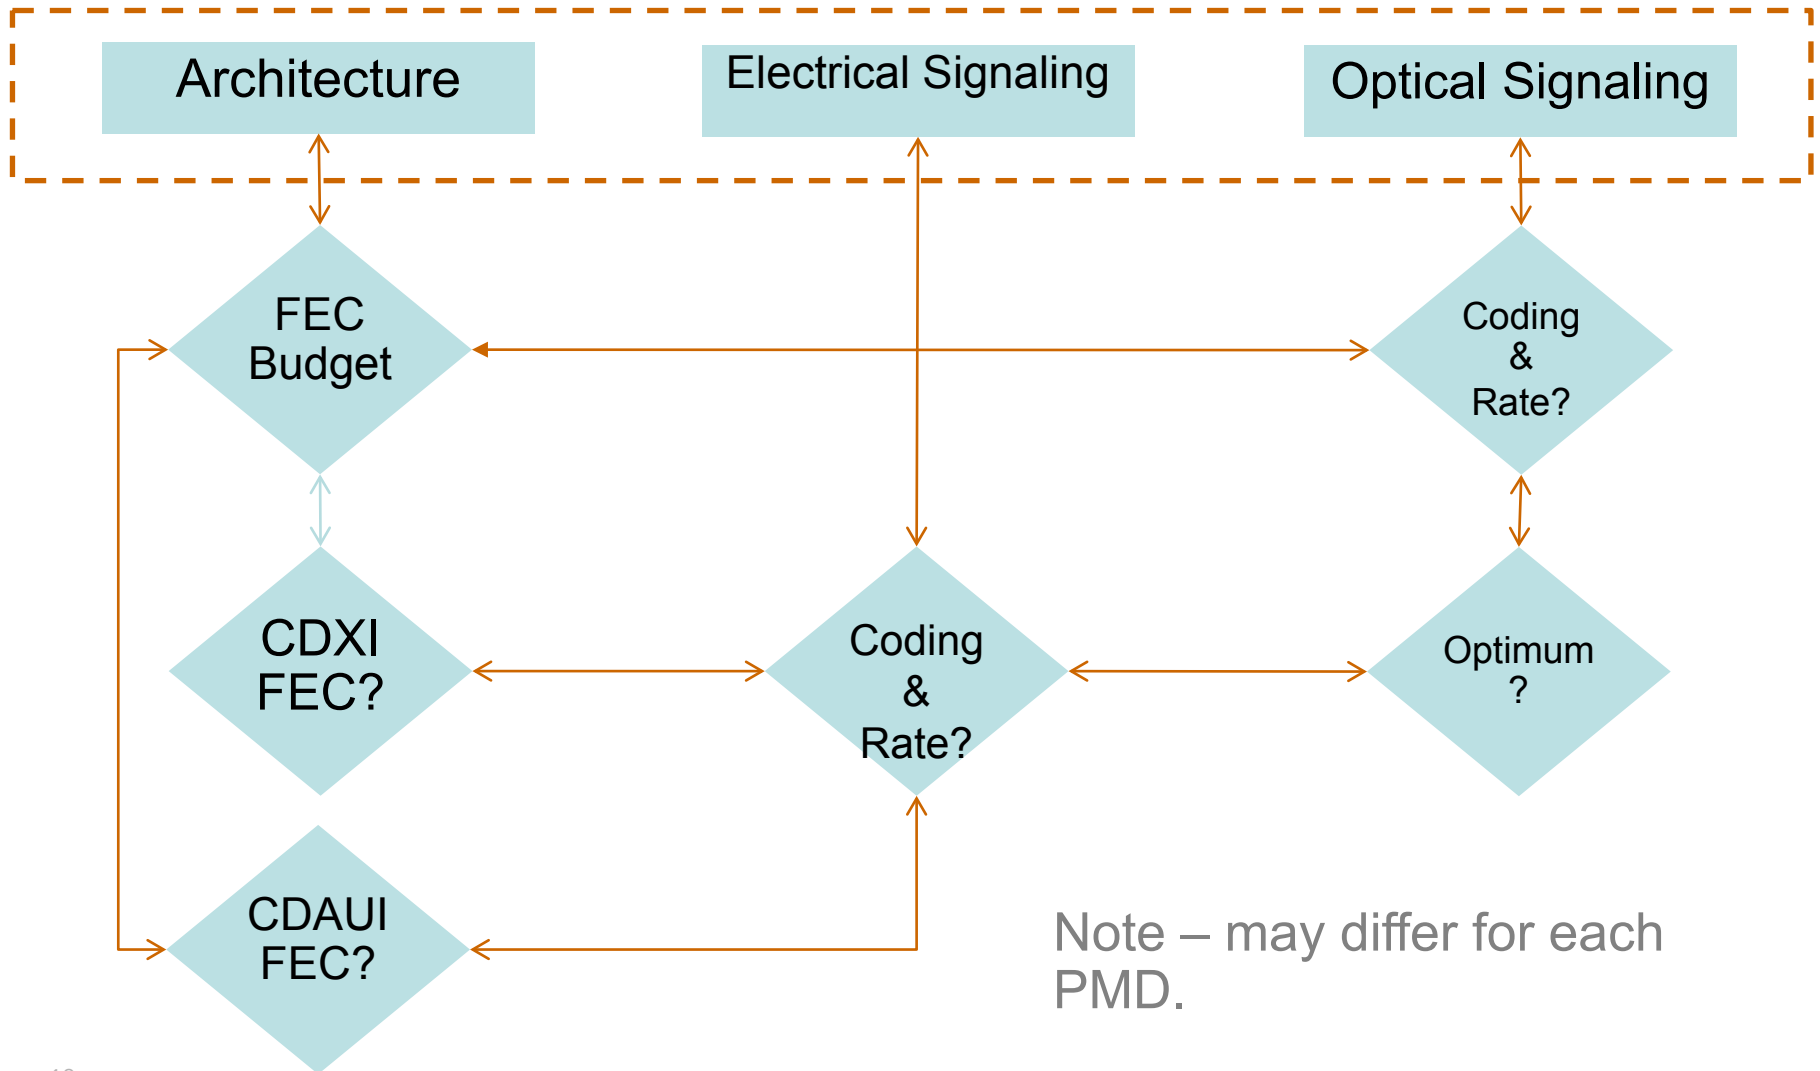 Architecture
Electrical Signaling
Optical Signaling
FEC
Budget
Coding
&
Rate?
CDXI
FEC?
Coding
&
Rate?
Optimum
?
CDAUI
FEC?
Note – may differ for each
PMD.